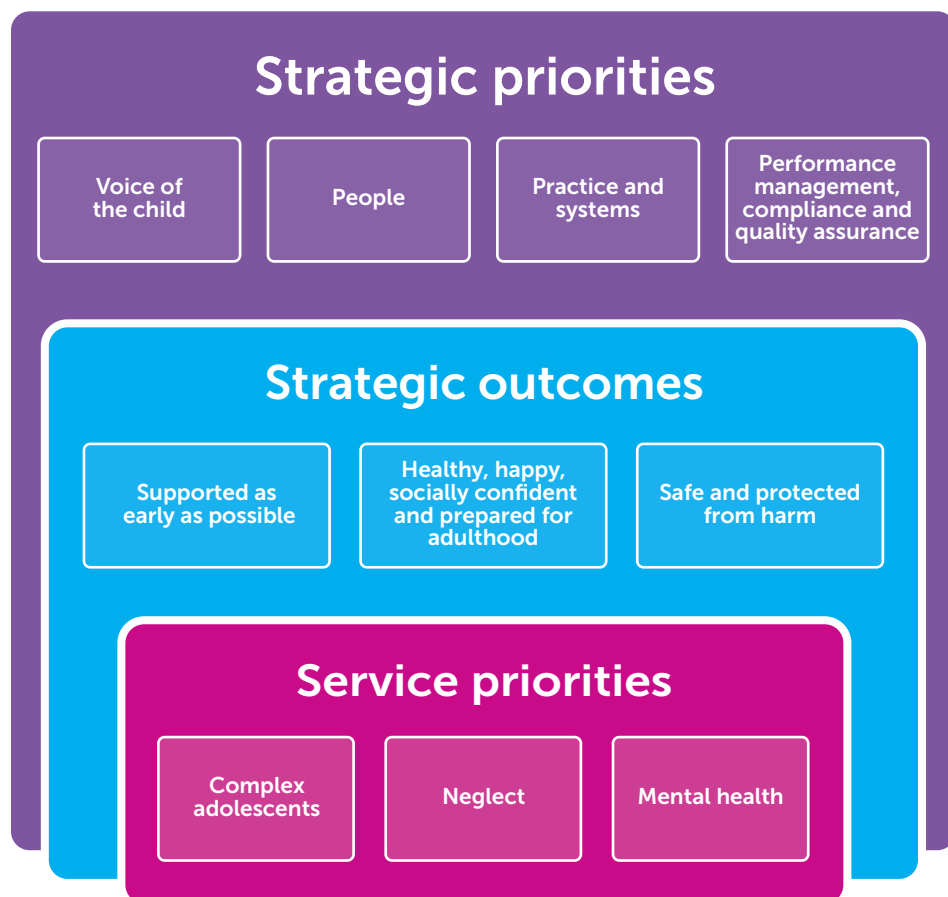 Strategic priorities
Voice of
the child
People
Practice and
systems
Performance
management,
compliance and
quality assurance
Strategic outcomes
Supported as
early as possible
Healthy, happy,
socially confident
and prepared for
adulthood
Safe and protected
from harm
Service priorities
Complex
adolescents
Neglect
Mental health